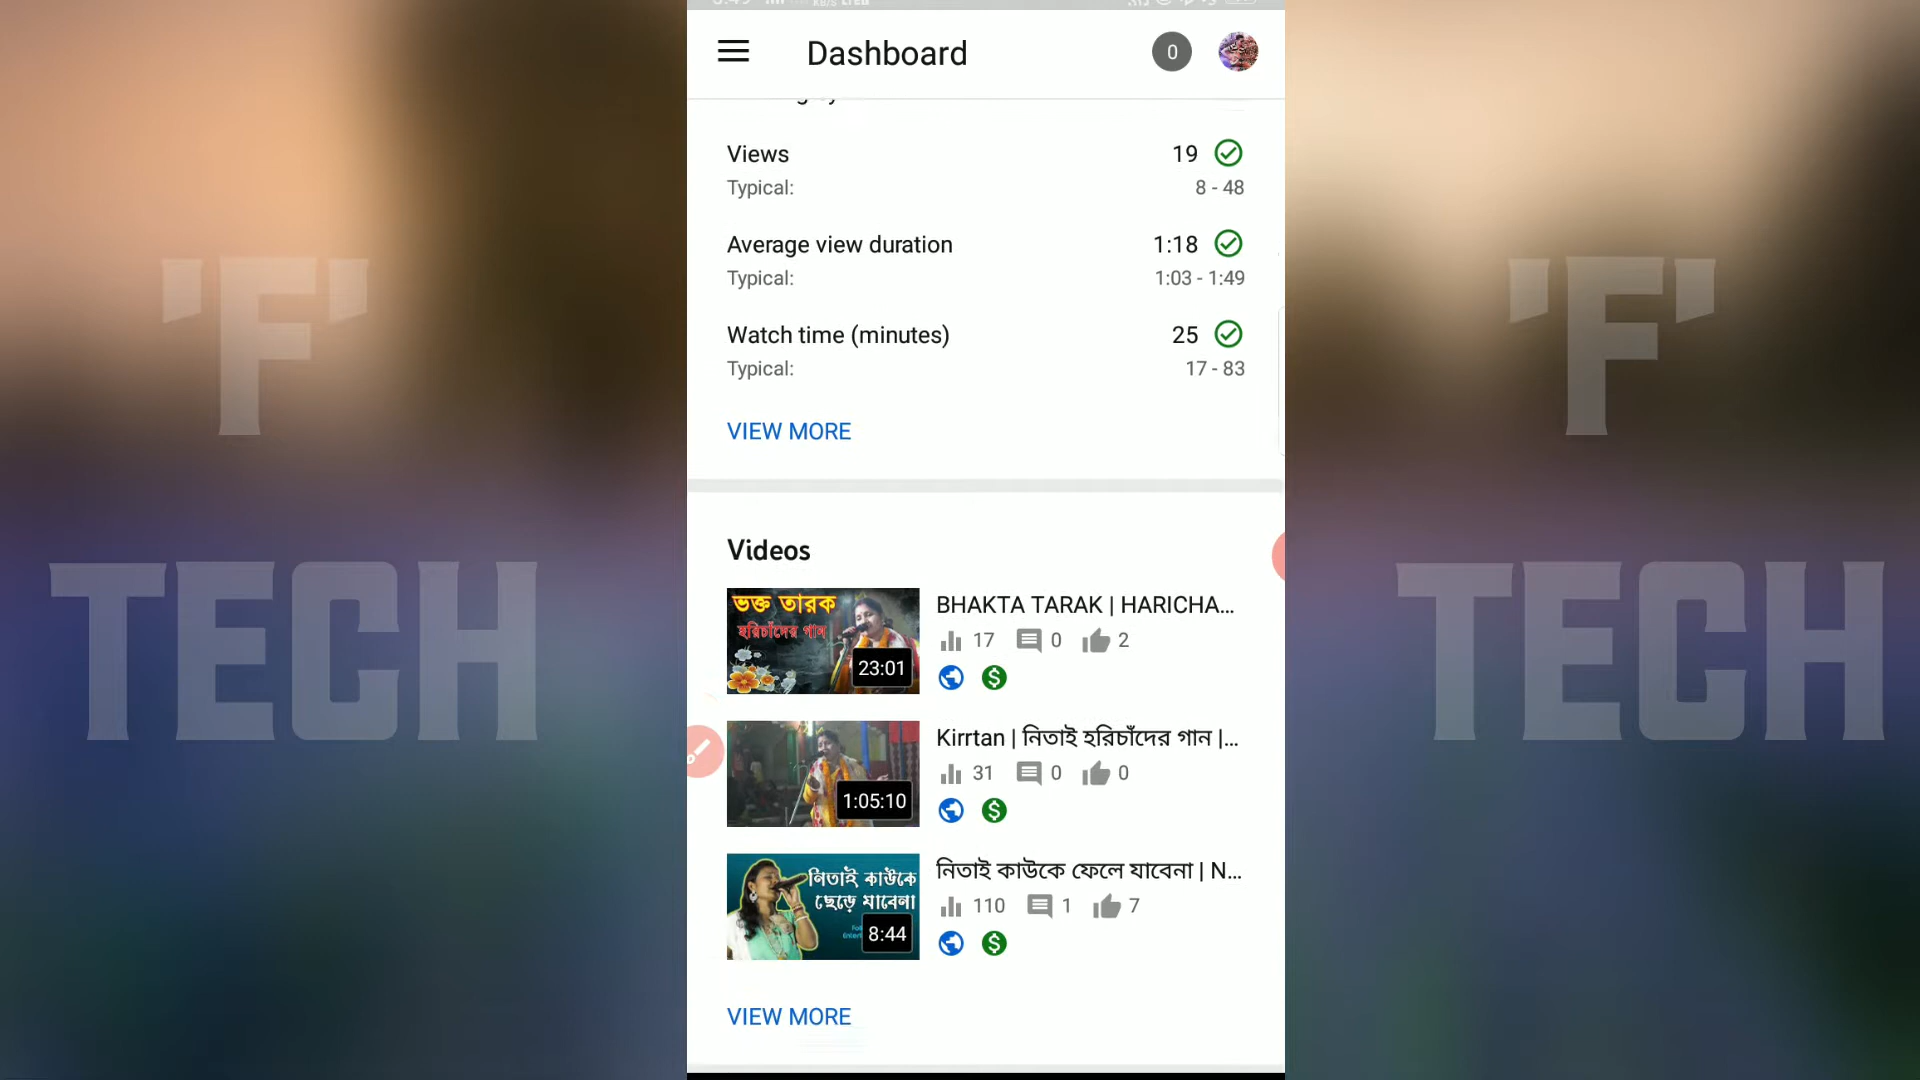 Dashboard
0
Views 19
Typical: 8 - 48
Average view duration 1:18
Typical: 1:03 - 1:49
Watch time (minutes) 25
Typical: 17 - 83
VIEW MORE
Videos
ভক্ত তারক
হরিচাঁদের গান
23:01
BHAKTA TARAK | HARICHA...
17 0 2
1:05:10
Kirrtan | নিতাই হরিচাঁদের গান |...
31 0 0
নিতাই কাউকে
ছেড়ে যাবেনা
8:44
নিতাই কাউকে ফেলে যাবেনা | N...
110 1 7
VIEW MORE
'F'
TECH
'F'
TECH